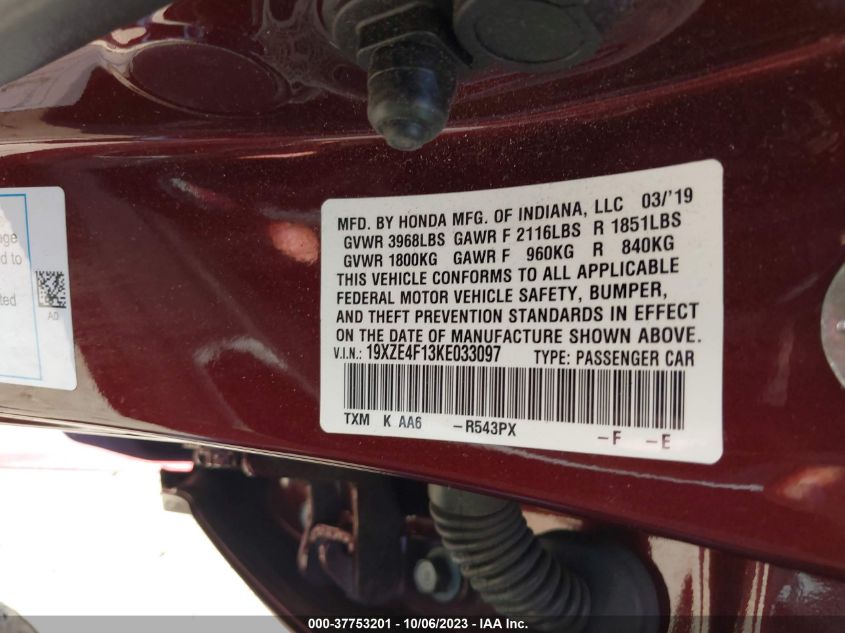 MFD. BY HONDA MFG. OF INDIANA, LLC 03/'19
GVWR 3968LBS GAWR F 2116LBS R 1851LBS
GVWR 1800KG GAWR F 960KG R 840KG
THIS VEHICLE CONFORMS TO ALL APPLICABLE
FEDERAL MOTOR VEHICLE SAFETY, BUMPER,
AND THEFT PREVENTION STANDARDS IN EFFECT
ON THE DATE OF MANUFACTURE SHOWN ABOVE.
V.I.N.: 19XZE4F13KE033097 TYPE: PASSENGER CAR
TXM K AA6 -R543PX -F -E
to
A0
000-37753201 - 10/06/2023 - IAA Inc.